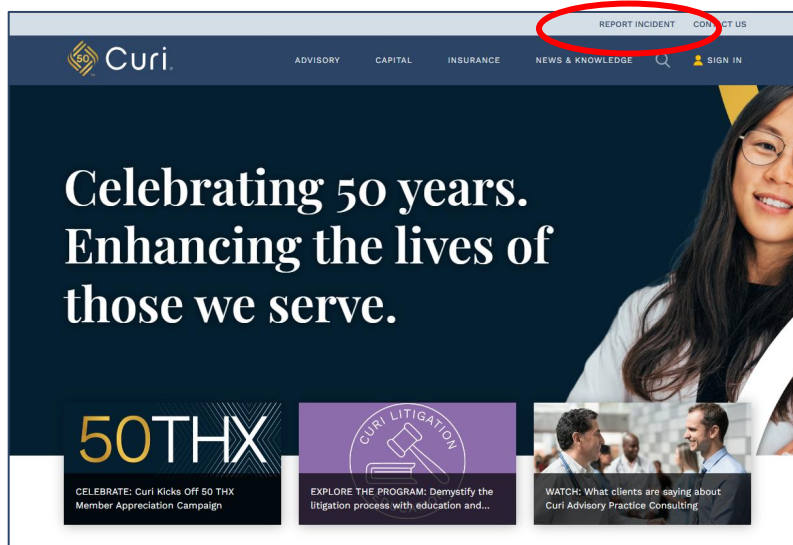 REPORT INCIDENT CONTACT US
50 Curi.
ADVISORY CAPITAL INSURANCE NEWS & KNOWLEDGE SIGN IN
Celebrating 50 years.
Enhancing the lives of
those we serve.
50THX
CELEBRATE: Curi Kicks Off 50 THX
Member Appreciation Campaign
CURI LITIGATION
EXPLORE THE PROGRAM: Demystify the
litigation process with education and...
WATCH: What clients are saying about
Curi Advisory Practice Consulting